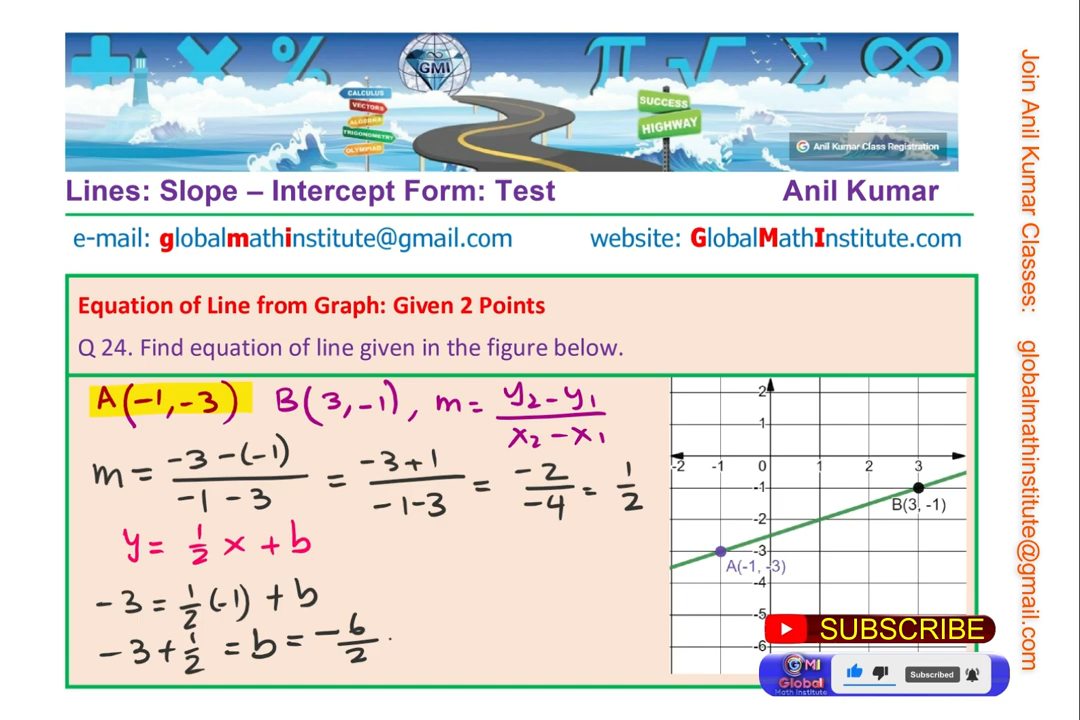 GMI
CALCULUS
VECTORS
ALGEBRA
TRIGONOMETRY
OLYMPIAD
SUCCESS
HIGHWAY
G Anil Kumar Class Registration
Lines: Slope – Intercept Form: Test Anil Kumar
e-mail: globalmathinstitute@gmail.com website: GlobalMathInstitute.com
Equation of Line from Graph: Given 2 Points
Q 24. Find equation of line given in the figure below.
A(-1,-3) B(3,-1), m = (y₂-y₁)/(x₂-x₁)
m = (-3-(-1))/(-1-3) = (-3+1)/(-1-3) = -2/-4 = 1/2
y = 1/2 x + b
-3 = 1/2 (-1) + b
-3 + 1/2 = b = -6/2
2
1
-2 -1 0 1 2 3
-1
B(3, -1)
-2
-3
A(-1, -3)
-4
-5
-6
SUBSCRIBE
GMI
Global
Math Institute
Subscribed
Join Anil Kumar Classes: globalmathinstitute@gmail.com